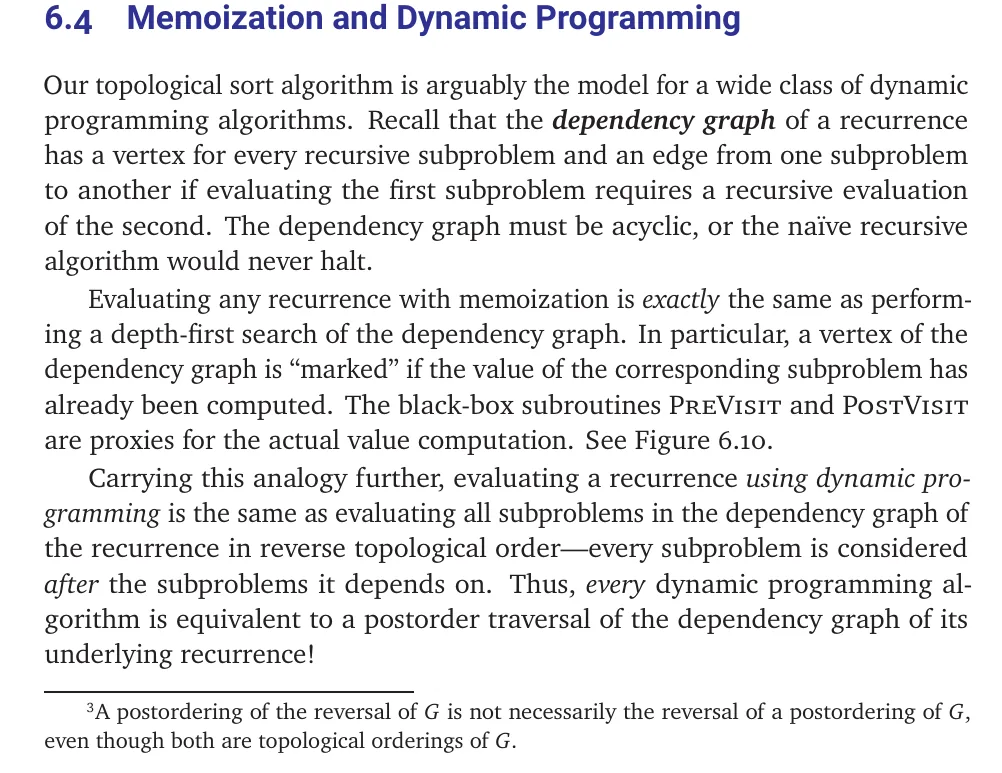 6.4 Memoization and Dynamic Programming
Our topological sort algorithm is arguably the model for a wide class of dynamic
programming algorithms. Recall that the dependency graph of a recurrence
has a vertex for every recursive subproblem and an edge from one subproblem
to another if evaluating the first subproblem requires a recursive evaluation
of the second. The dependency graph must be acyclic, or the naïve recursive
algorithm would never halt.
Evaluating any recurrence with memoization is exactly the same as perform-
ing a depth-first search of the dependency graph. In particular, a vertex of the
dependency graph is “marked” if the value of the corresponding subproblem has
already been computed. The black-box subroutines PreVisit and PostVisit
are proxies for the actual value computation. See Figure 6.10.
Carrying this analogy further, evaluating a recurrence using dynamic pro-
gramming is the same as evaluating all subproblems in the dependency graph of
the recurrence in reverse topological order—every subproblem is considered
after the subproblems it depends on. Thus, every dynamic programming al-
gorithm is equivalent to a postorder traversal of the dependency graph of its
underlying recurrence!
³A postordering of the reversal of G is not necessarily the reversal of a postordering of G,
even though both are topological orderings of G.